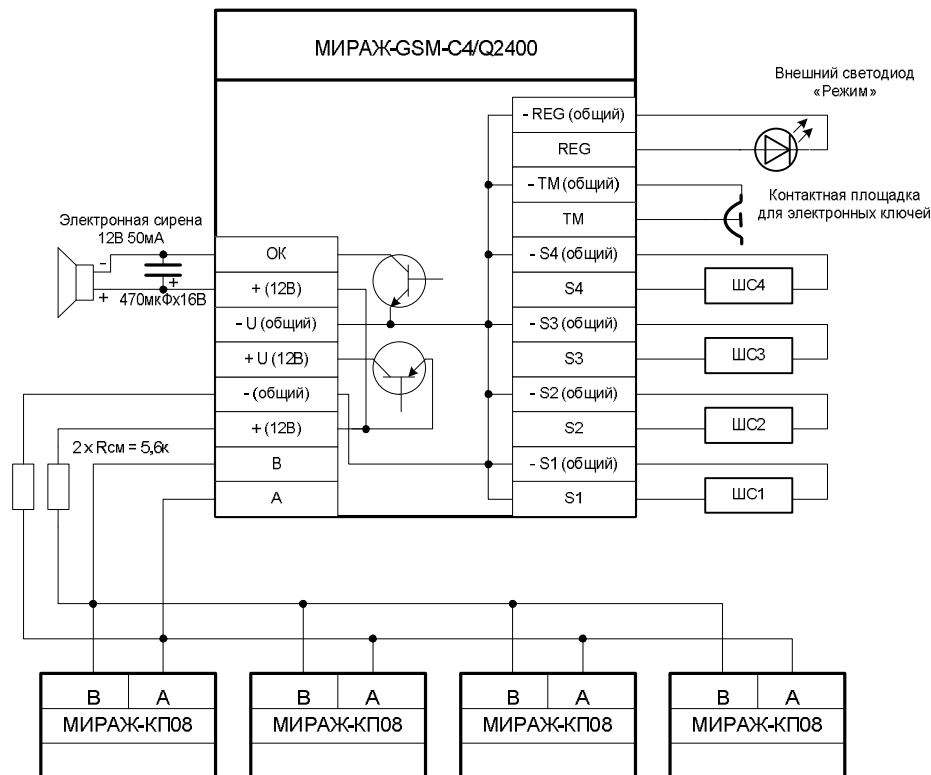 МИРАЖ-GSM-C4/Q2400
Внешний светодиод
«Режим»
- REG (общий)
REG
- ТМ (общий)
ТМ
- S4 (общий)
S4
- S3 (общий)
S3
- S2 (общий)
S2
- S1 (общий)
S1
Контактная площадка
для электронных ключей
ШС4
ШС3
ШС2
ШС1
Электронная сирена
12В 50мА
-
+
+
470мкФх16В
ОК
+ (12В)
- U (общий)
+ U (12В)
- (общий)
+ (12В)
В
А
2 x Rсм = 5,6к
В А
МИРАЖ-КП08
В А
МИРАЖ-КП08
В А
МИРАЖ-КП08
В А
МИРАЖ-КП08